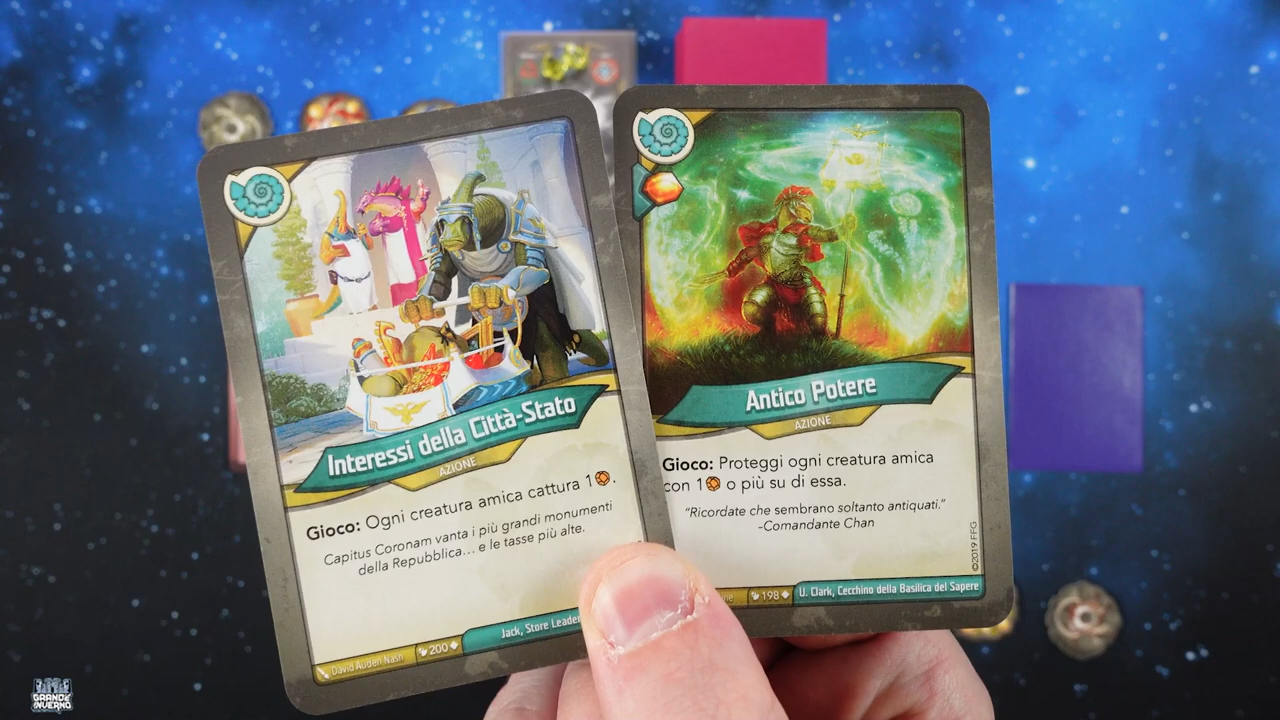 Interessi della Città-Stato
AZIONE
Gioco: Ogni creatura amica cattura 1.
Capitus Coronam vanta i più grandi monumenti
della Repubblica... e le tasse più alte.
David Auden Nash
200
Jack, Store Leader
Antico Potere
AZIONE
Gioco: Proteggi ogni creatura amica
con 1 o più su di essa.
“Ricordate che sembrano soltanto antiquati.”
-Comandante Chan
©2019 FFG
198
U. Clark, Cecchino della Basilica del Sapere
GRANDE
INVERNO